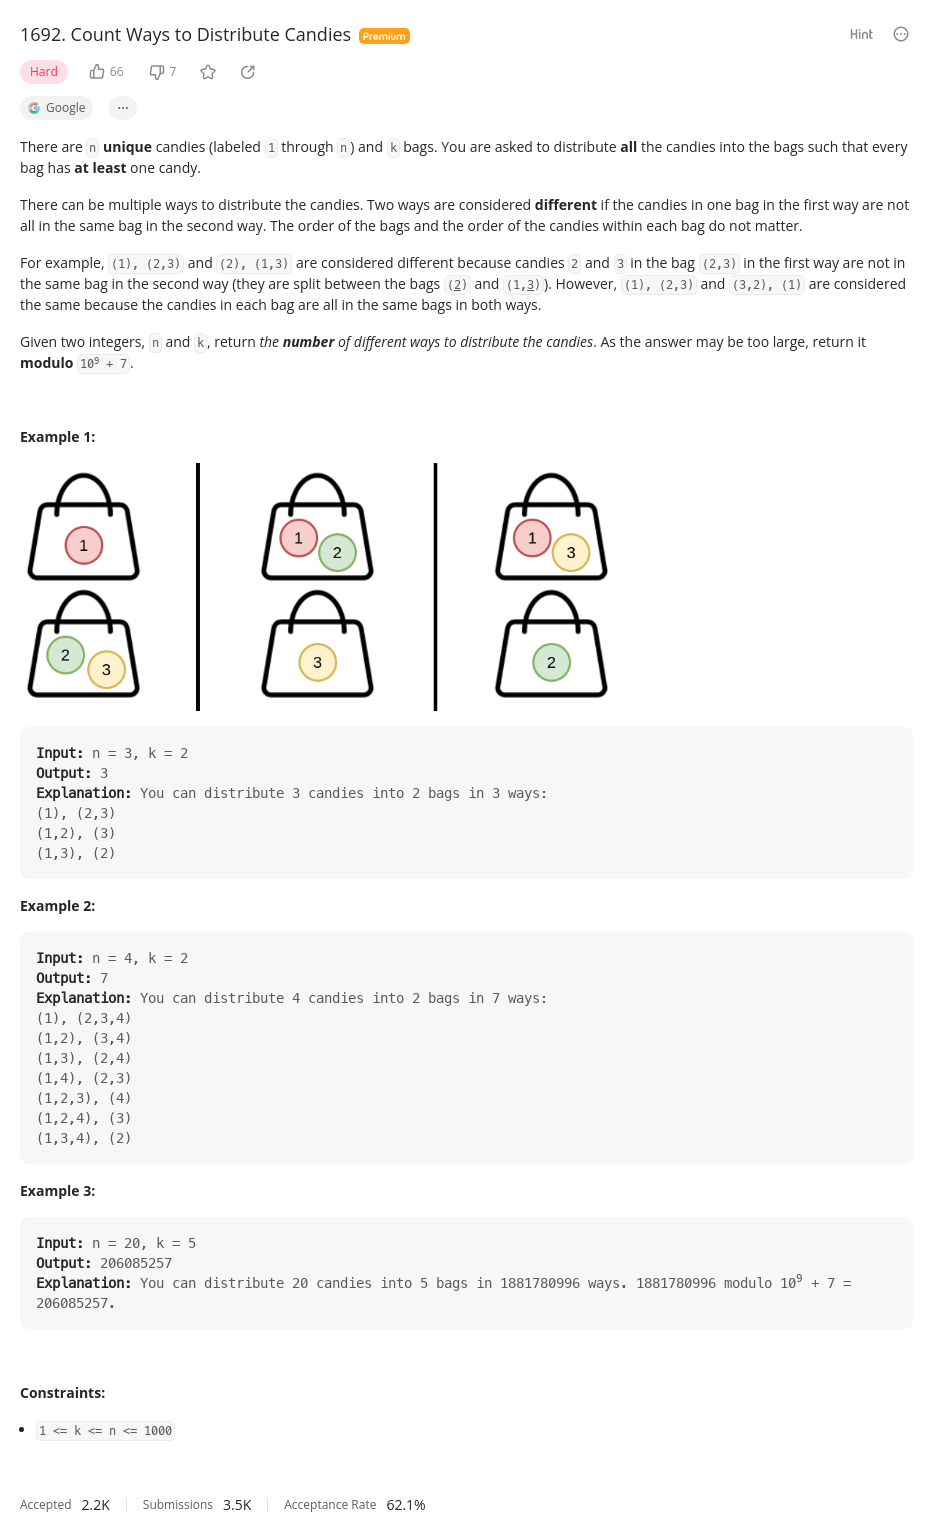 1692. Count Ways to Distribute Candies Premium Hint
Hard 66 7
Google ...
There are n unique candies (labeled 1 through n) and k bags. You are asked to distribute all the candies into the bags such that every
bag has at least one candy.
There can be multiple ways to distribute the candies. Two ways are considered different if the candies in one bag in the first way are not
all in the same bag in the second way. The order of the bags and the order of the candies within each bag do not matter.
For example, (1), (2,3) and (2), (1,3) are considered different because candies 2 and 3 in the bag (2,3) in the first way are not in
the same bag in the second way (they are split between the bags (2) and (1,3)). However, (1), (2,3) and (3,2), (1) are considered
the same because the candies in each bag are all in the same bags in both ways.
Given two integers, n and k, return the number of different ways to distribute the candies. As the answer may be too large, return it
modulo 10⁹ + 7.
Example 1:
1 1 2 1 3
2 3 3 2
Input: n = 3, k = 2
Output: 3
Explanation: You can distribute 3 candies into 2 bags in 3 ways:
(1), (2,3)
(1,2), (3)
(1,3), (2)
Example 2:
Input: n = 4, k = 2
Output: 7
Explanation: You can distribute 4 candies into 2 bags in 7 ways:
(1), (2,3,4)
(1,2), (3,4)
(1,3), (2,4)
(1,4), (2,3)
(1,2,3), (4)
(1,2,4), (3)
(1,3,4), (2)
Example 3:
Input: n = 20, k = 5
Output: 206085257
Explanation: You can distribute 20 candies into 5 bags in 1881780996 ways. 1881780996 modulo 10⁹ + 7 =
206085257.
Constraints:
• 1 <= k <= n <= 1000
Accepted 2.2K Submissions 3.5K Acceptance Rate 62.1%